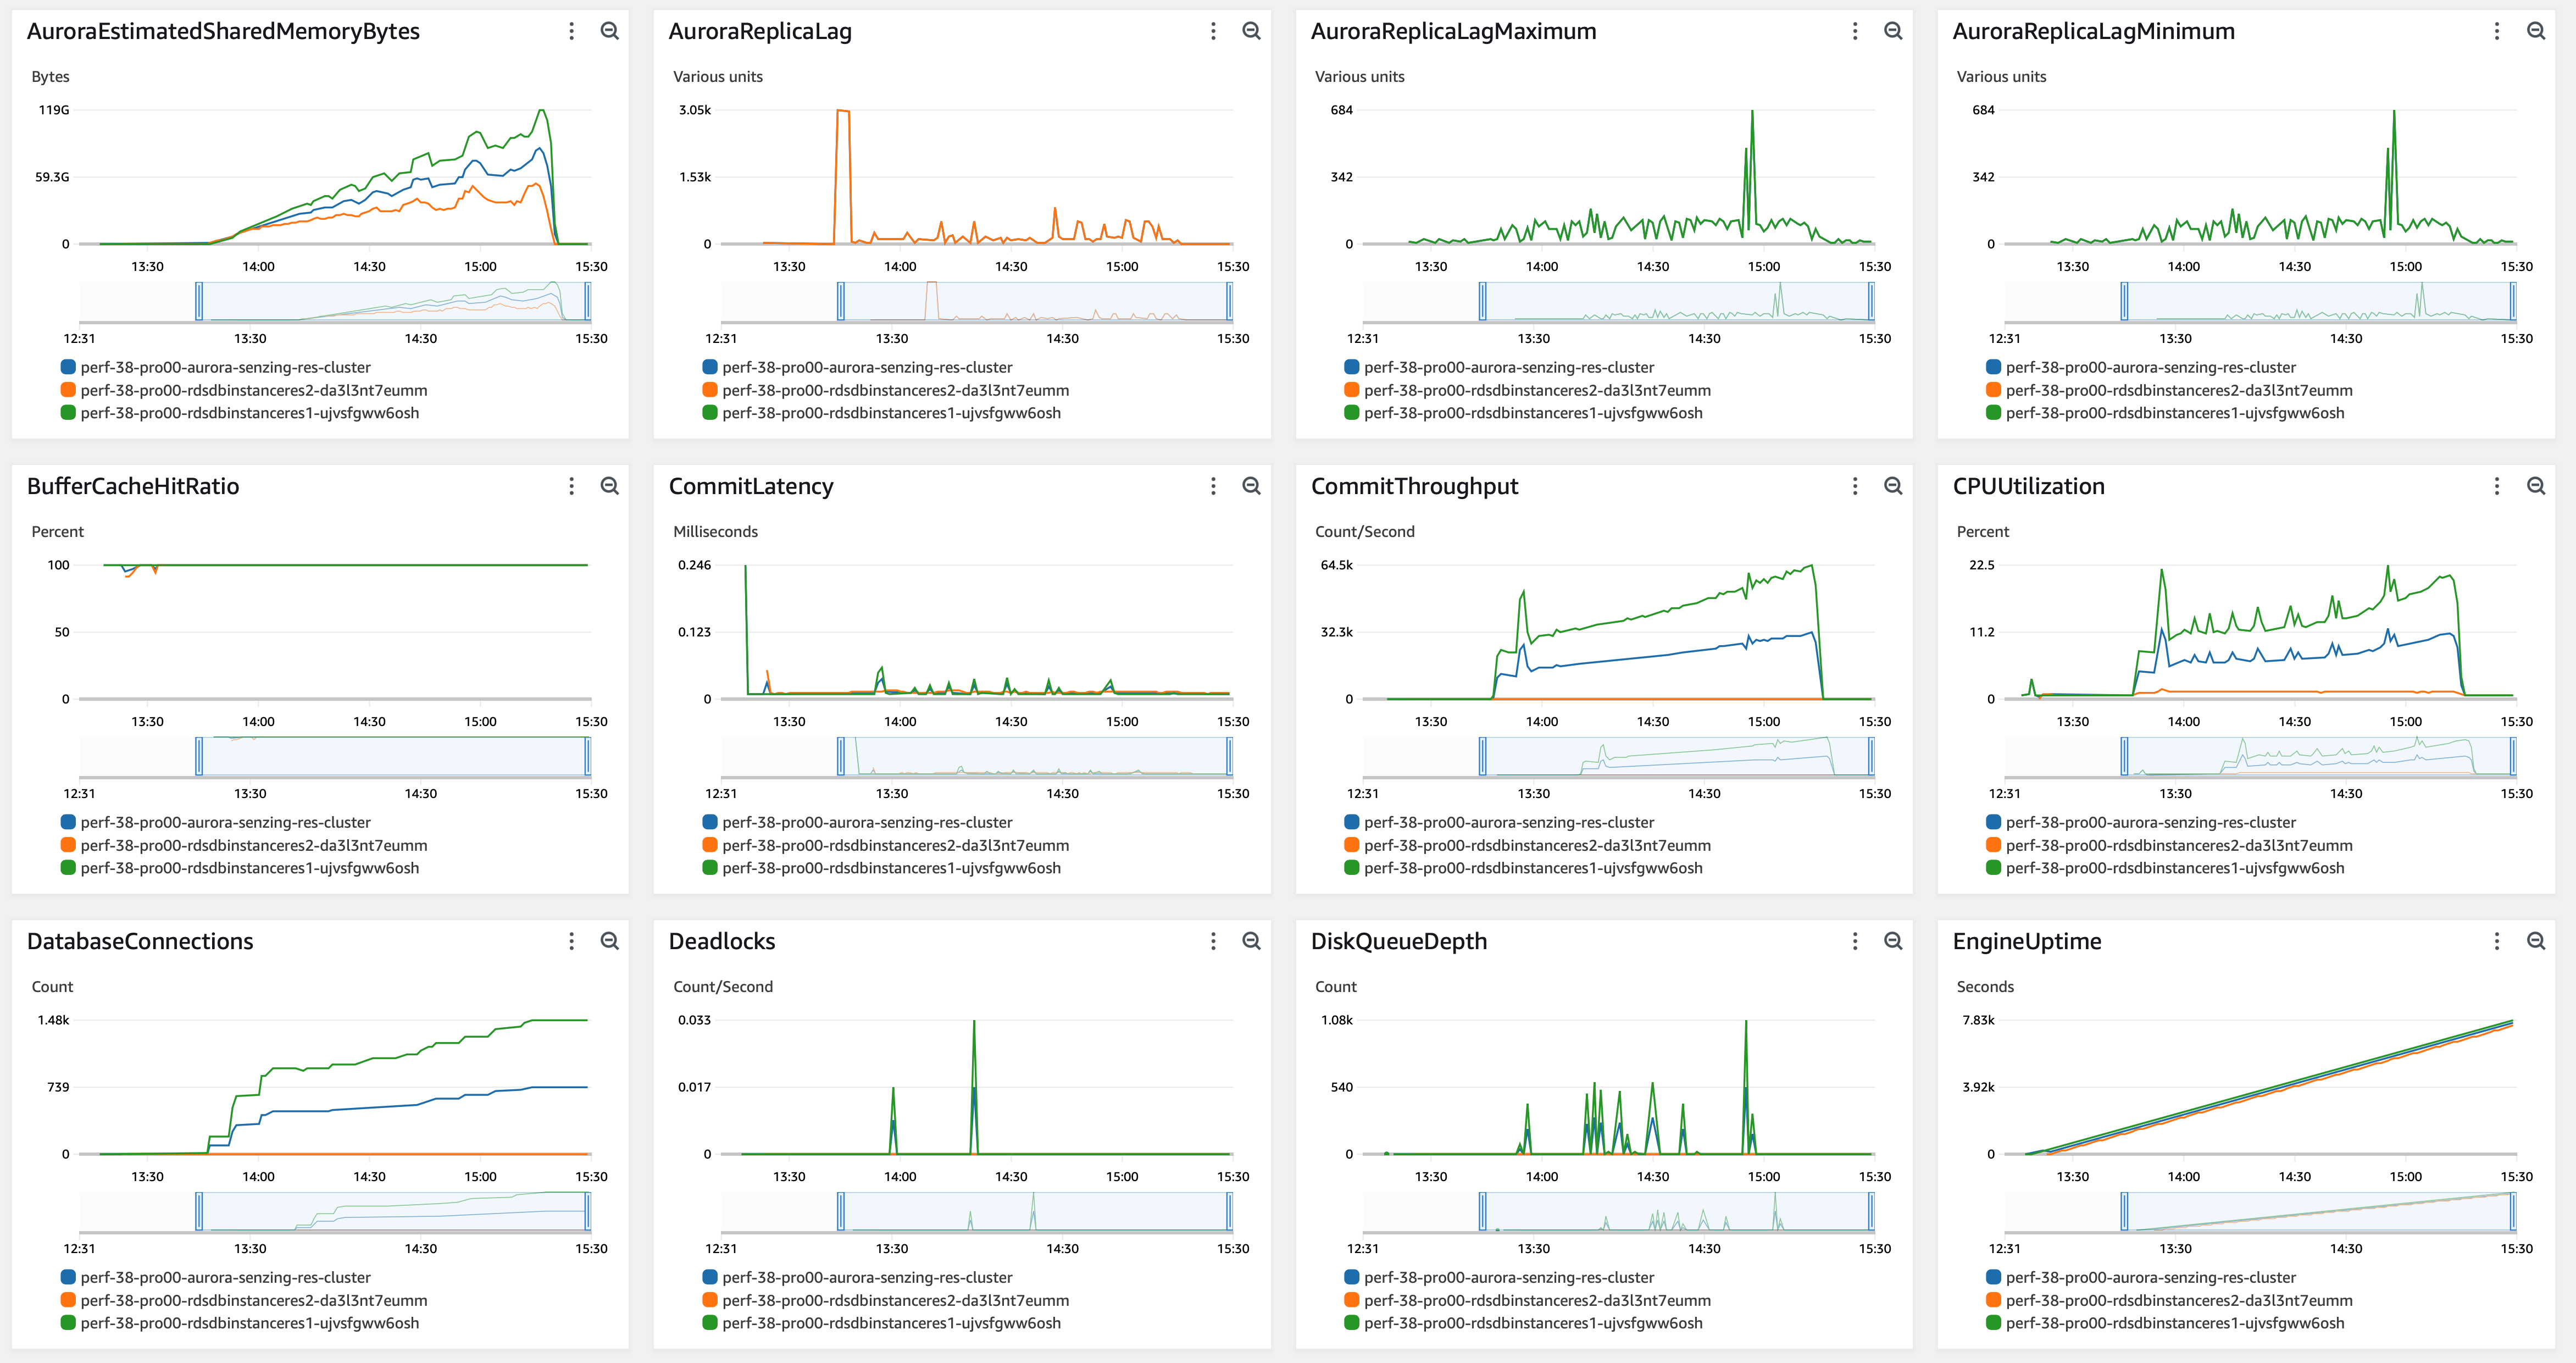 AuroraEstimatedSharedMemoryBytes
Bytes
119G
59.3G
0
13:30 14:00 14:30 15:00 15:30
12:31 13:30 14:30 15:30
perf-38-pro00-aurora-senzing-res-cluster
perf-38-pro00-rdsdbinstanceres2-da3l3nt7eumm
perf-38-pro00-rdsdbinstanceres1-ujvsfgww6osh
AuroraReplicaLag
Various units
3.05k
1.53k
0
13:30 14:00 14:30 15:00 15:30
12:31 13:30 14:30 15:30
perf-38-pro00-aurora-senzing-res-cluster
perf-38-pro00-rdsdbinstanceres2-da3l3nt7eumm
perf-38-pro00-rdsdbinstanceres1-ujvsfgww6osh
AuroraReplicaLagMaximum
Various units
684
342
0
13:30 14:00 14:30 15:00 15:30
12:31 13:30 14:30 15:30
perf-38-pro00-aurora-senzing-res-cluster
perf-38-pro00-rdsdbinstanceres2-da3l3nt7eumm
perf-38-pro00-rdsdbinstanceres1-ujvsfgww6osh
AuroraReplicaLagMinimum
Various units
684
342
0
13:30 14:00 14:30 15:00 15:30
12:31 13:30 14:30 15:30
perf-38-pro00-aurora-senzing-res-cluster
perf-38-pro00-rdsdbinstanceres2-da3l3nt7eumm
perf-38-pro00-rdsdbinstanceres1-ujvsfgww6osh
BufferCacheHitRatio
Percent
100
50
0
13:30 14:00 14:30 15:00 15:30
12:31 13:30 14:30 15:30
perf-38-pro00-aurora-senzing-res-cluster
perf-38-pro00-rdsdbinstanceres2-da3l3nt7eumm
perf-38-pro00-rdsdbinstanceres1-ujvsfgww6osh
CommitLatency
Milliseconds
0.246
0.123
0
13:30 14:00 14:30 15:00 15:30
12:31 13:30 14:30 15:30
perf-38-pro00-aurora-senzing-res-cluster
perf-38-pro00-rdsdbinstanceres2-da3l3nt7eumm
perf-38-pro00-rdsdbinstanceres1-ujvsfgww6osh
CommitThroughput
Count/Second
64.5k
32.3k
0
13:30 14:00 14:30 15:00 15:30
12:31 13:30 14:30 15:30
perf-38-pro00-aurora-senzing-res-cluster
perf-38-pro00-rdsdbinstanceres2-da3l3nt7eumm
perf-38-pro00-rdsdbinstanceres1-ujvsfgww6osh
CPUUtilization
Percent
22.5
11.2
0
13:30 14:00 14:30 15:00 15:30
12:31 13:30 14:30 15:30
perf-38-pro00-aurora-senzing-res-cluster
perf-38-pro00-rdsdbinstanceres2-da3l3nt7eumm
perf-38-pro00-rdsdbinstanceres1-ujvsfgww6osh
DatabaseConnections
Count
1.48k
739
0
13:30 14:00 14:30 15:00 15:30
12:31 13:30 14:30 15:30
perf-38-pro00-aurora-senzing-res-cluster
perf-38-pro00-rdsdbinstanceres2-da3l3nt7eumm
perf-38-pro00-rdsdbinstanceres1-ujvsfgww6osh
Deadlocks
Count/Second
0.033
0.017
0
13:30 14:00 14:30 15:00 15:30
12:31 13:30 14:30 15:30
perf-38-pro00-aurora-senzing-res-cluster
perf-38-pro00-rdsdbinstanceres2-da3l3nt7eumm
perf-38-pro00-rdsdbinstanceres1-ujvsfgww6osh
DiskQueueDepth
Count
1.08k
540
0
13:30 14:00 14:30 15:00 15:30
12:31 13:30 14:30 15:30
perf-38-pro00-aurora-senzing-res-cluster
perf-38-pro00-rdsdbinstanceres2-da3l3nt7eumm
perf-38-pro00-rdsdbinstanceres1-ujvsfgww6osh
EngineUptime
Seconds
7.83k
3.92k
0
13:30 14:00 14:30 15:00 15:30
12:31 13:30 14:30 15:30
perf-38-pro00-aurora-senzing-res-cluster
perf-38-pro00-rdsdbinstanceres2-da3l3nt7eumm
perf-38-pro00-rdsdbinstanceres1-ujvsfgww6osh